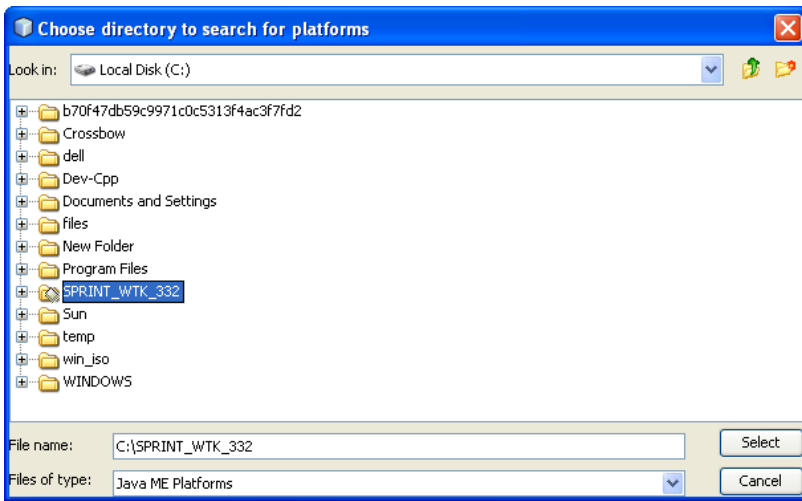 Choose directory to search for platforms
Look in: Local Disk (C:)
b70f47db59c9971c0c5313f4ac3f7fd2
Crossbow
dell
Dev-Cpp
Documents and Settings
files
New Folder
Program Files
SPRINT_WTK_332
Sun
temp
win_iso
WINDOWS
File name: C:\SPRINT_WTK_332 Select
Files of type: Java ME Platforms Cancel